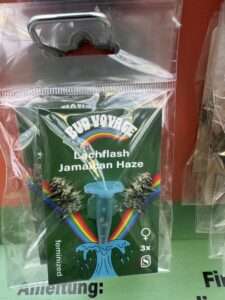 BUD VOYAGE
Lachflash
Jamaican Haze
3x
S
feminized
Anleitung: